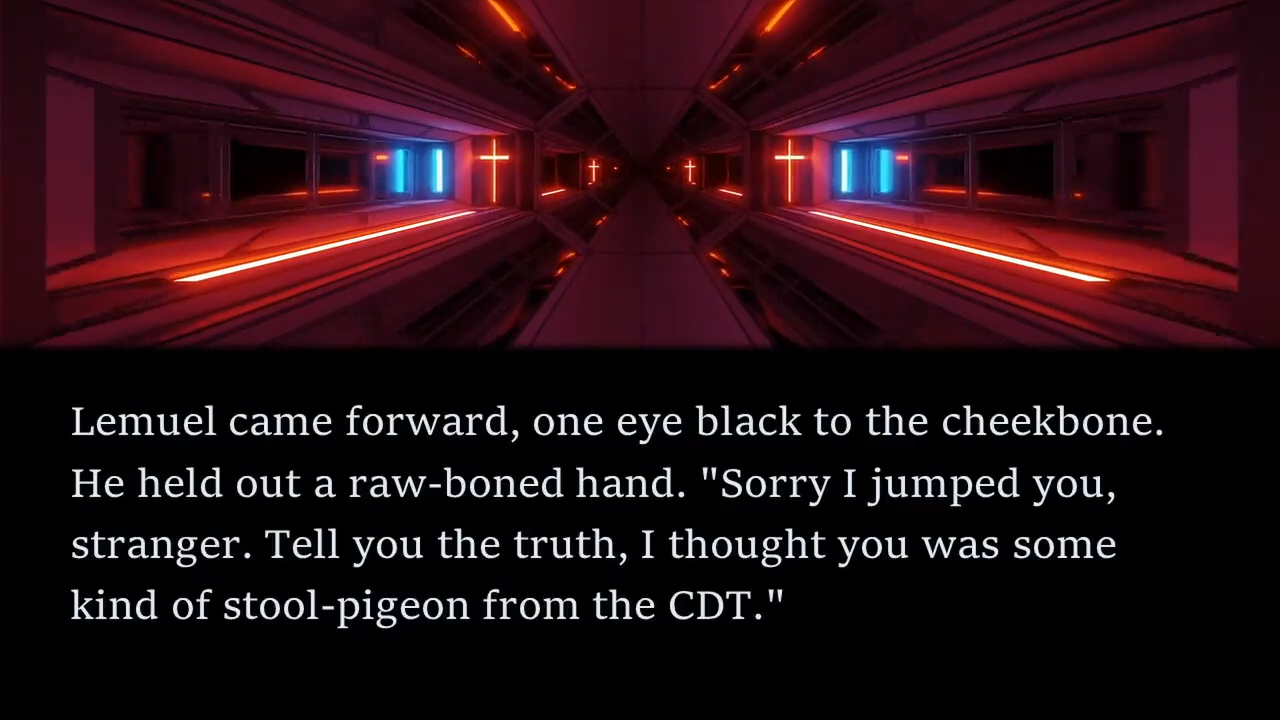 Lemuel came forward, one eye black to the cheekbone.
He held out a raw-boned hand. "Sorry I jumped you,
stranger. Tell you the truth, I thought you was some
kind of stool-pigeon from the CDT."